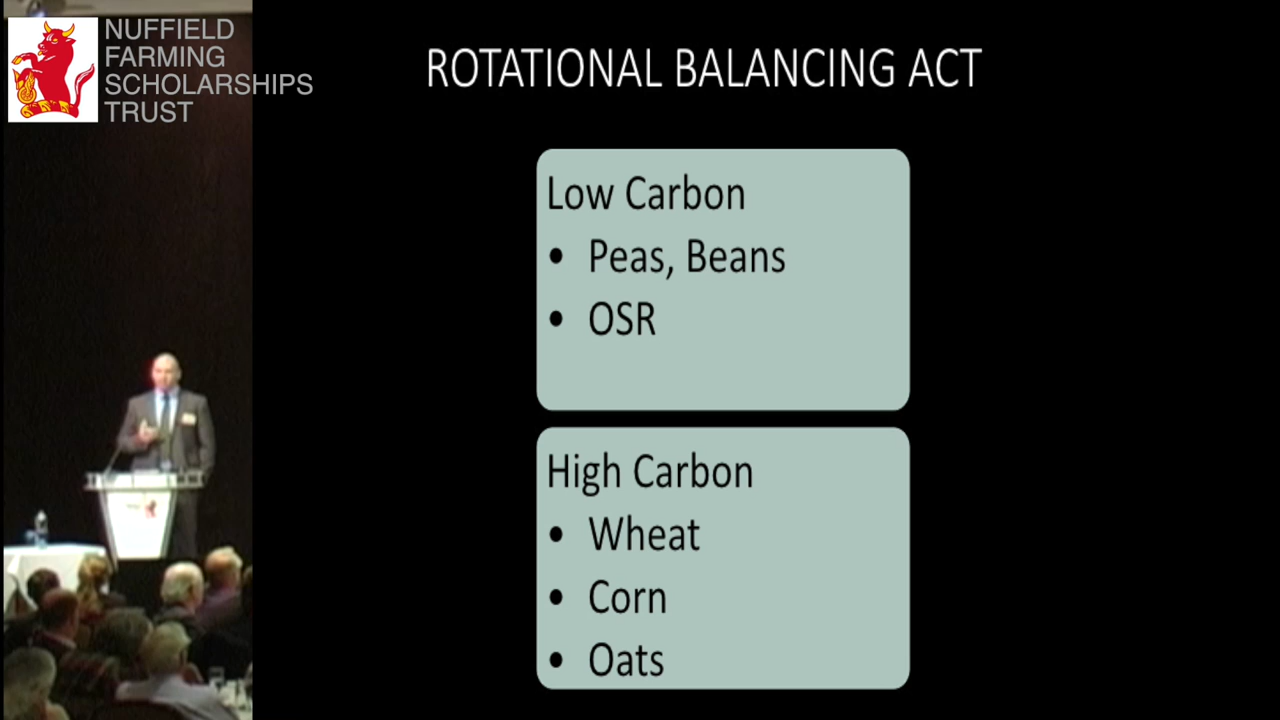 NUFFIELD
FARMING
SCHOLARSHIPS
TRUST
ROTATIONAL BALANCING ACT
Low Carbon
• Peas, Beans
• OSR
High Carbon
• Wheat
• Corn
• Oats